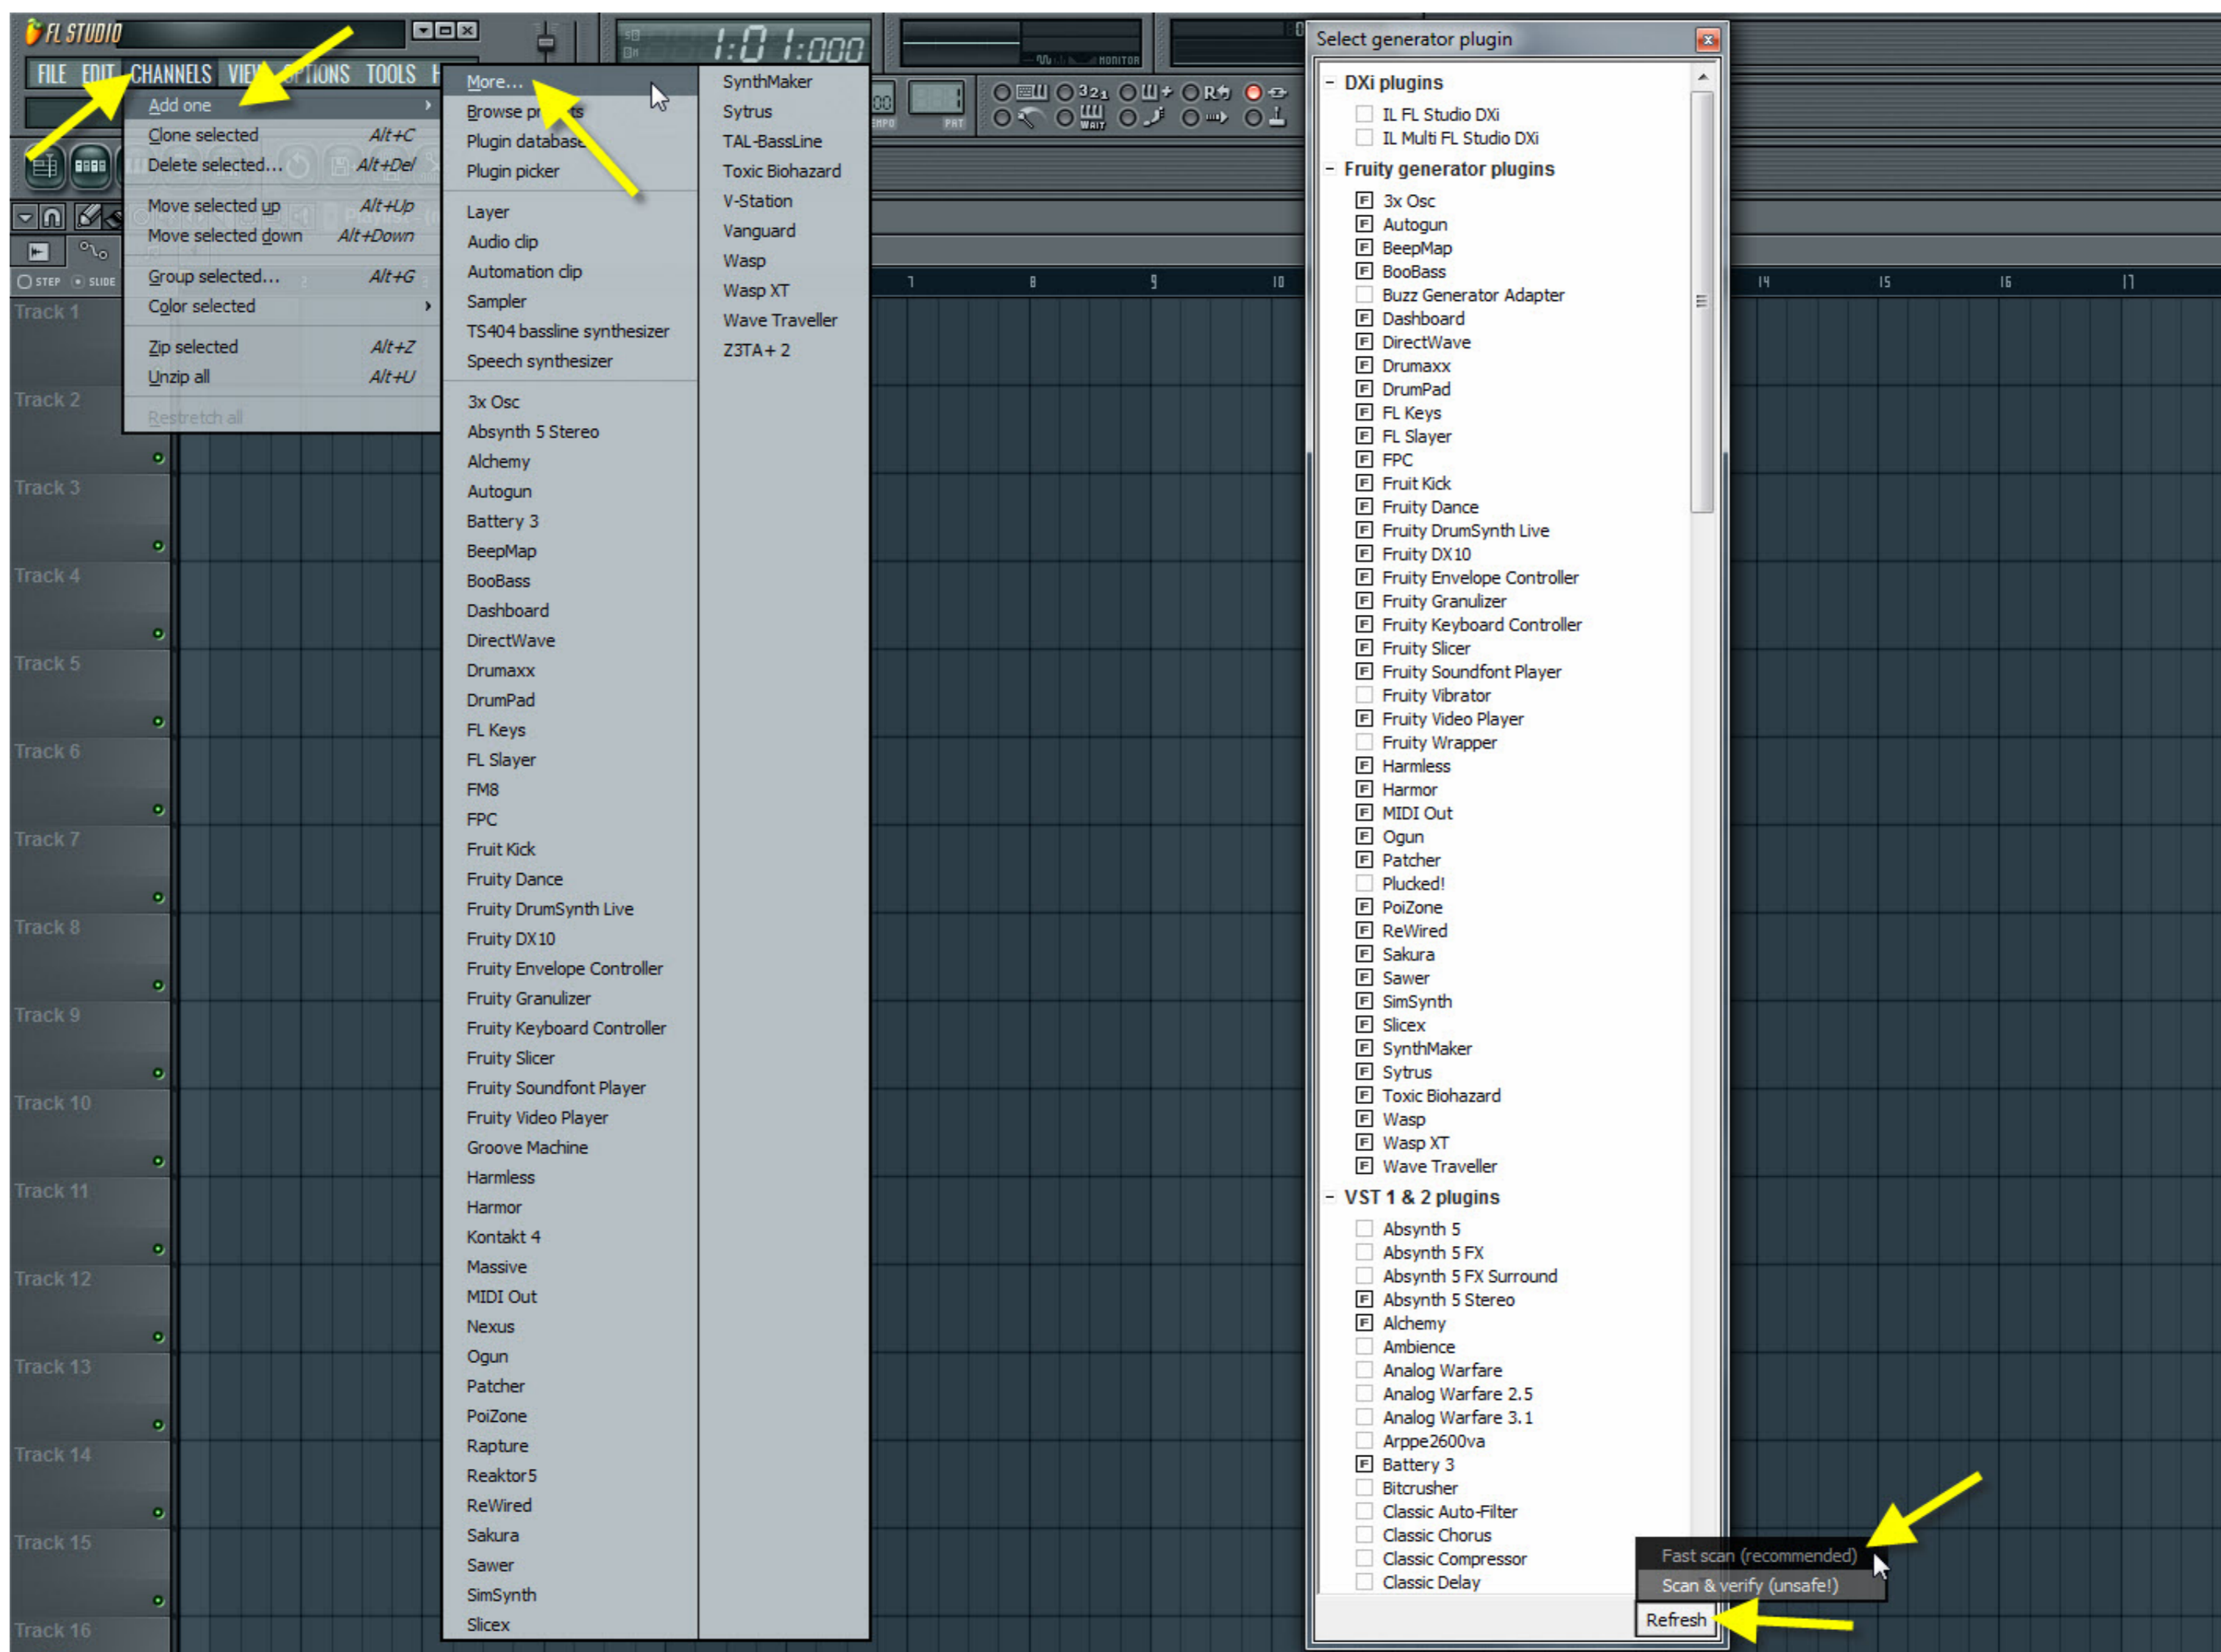 FL STUDIO
FILE EDIT CHANNELS VIEW OPTIONS TOOLS
1:01:000
MONITOR
TEMPO
PAT
321
WAIT
STEP SLIDE
Add one
Clone selected Alt+C
Delete selected... Alt+Del
Move selected up Alt+Up
Move selected down Alt+Down
Group selected... Alt+G
Color selected
Zip selected Alt+Z
Unzip all Alt+U
Restretch all
More...
Browse presets
Plugin database
Plugin picker
Layer
Audio clip
Automation clip
Sampler
TS404 bassline synthesizer
Speech synthesizer
3x Osc
Absynth 5 Stereo
Alchemy
Autogun
Battery 3
BeepMap
BooBass
Dashboard
DirectWave
Drumaxx
DrumPad
FL Keys
FL Slayer
FM8
FPC
Fruit Kick
Fruity Dance
Fruity DrumSynth Live
Fruity DX10
Fruity Envelope Controller
Fruity Granulizer
Fruity Keyboard Controller
Fruity Slicer
Fruity Soundfont Player
Fruity Video Player
Groove Machine
Harmless
Harmor
Kontakt 4
Massive
MIDI Out
Nexus
Ogun
Patcher
PoiZone
Rapture
Reaktor5
ReWired
Sakura
Sawer
SimSynth
Slicex
SynthMaker
Sytrus
TAL-BassLine
Toxic Biohazard
V-Station
Vanguard
Wasp
Wasp XT
Wave Traveller
Z3TA+ 2
7 8 9 10 14 15 16 17
Track 1
Track 2
Track 3
Track 4
Track 5
Track 6
Track 7
Track 8
Track 9
Track 10
Track 11
Track 12
Track 13
Track 14
Track 15
Track 16
Select generator plugin
DXi plugins
IL FL Studio DXi
IL Multi FL Studio DXi
Fruity generator plugins
F 3x Osc
F Autogun
F BeepMap
F BooBass
Buzz Generator Adapter
F Dashboard
F DirectWave
F Drumaxx
F DrumPad
F FL Keys
F FL Slayer
F FPC
F Fruit Kick
F Fruity Dance
F Fruity DrumSynth Live
F Fruity DX10
F Fruity Envelope Controller
F Fruity Granulizer
F Fruity Keyboard Controller
F Fruity Slicer
F Fruity Soundfont Player
Fruity Vibrator
F Fruity Video Player
Fruity Wrapper
F Harmless
F Harmor
F MIDI Out
F Ogun
F Patcher
Plucked!
F PoiZone
F ReWired
F Sakura
F Sawer
F SimSynth
F Slicex
F SynthMaker
F Sytrus
F Toxic Biohazard
F Wasp
F Wasp XT
F Wave Traveller
VST 1 & 2 plugins
Absynth 5
Absynth 5 FX
Absynth 5 FX Surround
F Absynth 5 Stereo
F Alchemy
Ambience
Analog Warfare
Analog Warfare 2.5
Analog Warfare 3.1
Arppe2600va
F Battery 3
Bitcrusher
Classic Auto-Filter
Classic Chorus
Classic Compressor
Classic Delay
Fast scan (recommended)
Scan & verify (unsafe!)
Refresh